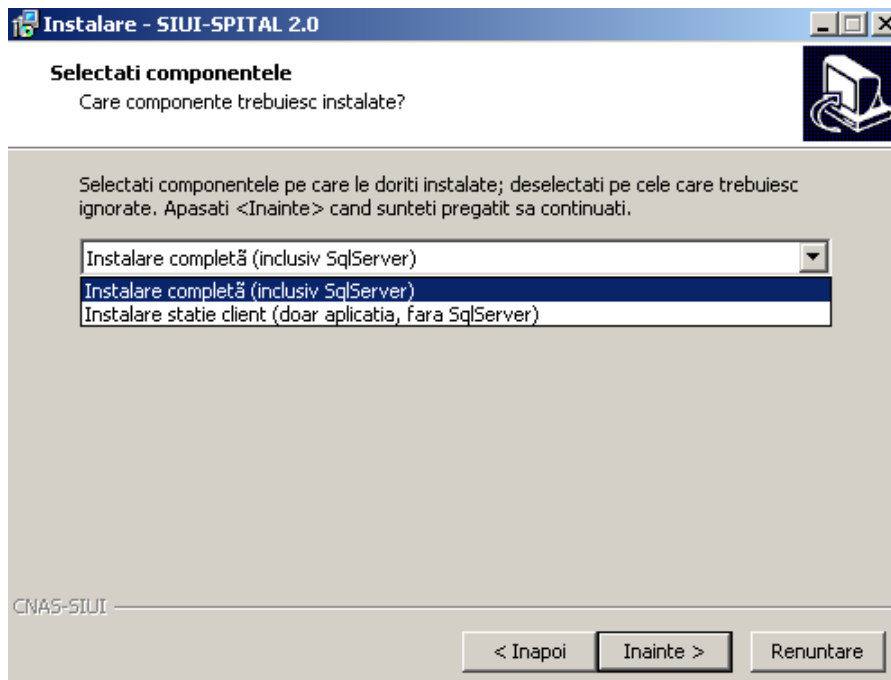 Instalare - SIUI-SPITAL 2.0
Selectati componentele
Care componente trebuiesc instalate?
Selectati componentele pe care le doriti instalate; deselectati pe cele care trebuiesc
ignorate. Apasati <Inainte> cand sunteti pregatit sa continuati.
Instalare completã (inclusiv SqlServer)
Instalare completã (inclusiv SqlServer)
Instalare statie client (doar aplicatia, fara SqlServer)
CNAS-SIUI
< Inapoi
Inainte >
Renuntare